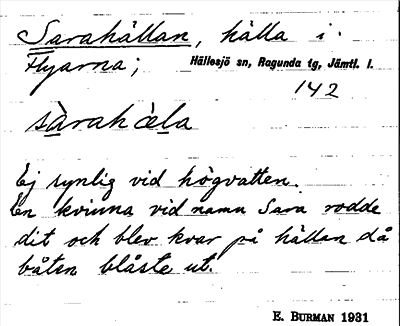 Sarahällan, hälla i
Flyarna; Hällesjö sn, Ragunda tg, Jämtl. l.
142
sàrahàela
Ej synlig vid högvatten.
En kvinna vid namn Sara rodde
dit och blev kvar på hällan då
båten blåste ut.
E. BURMAN 1931